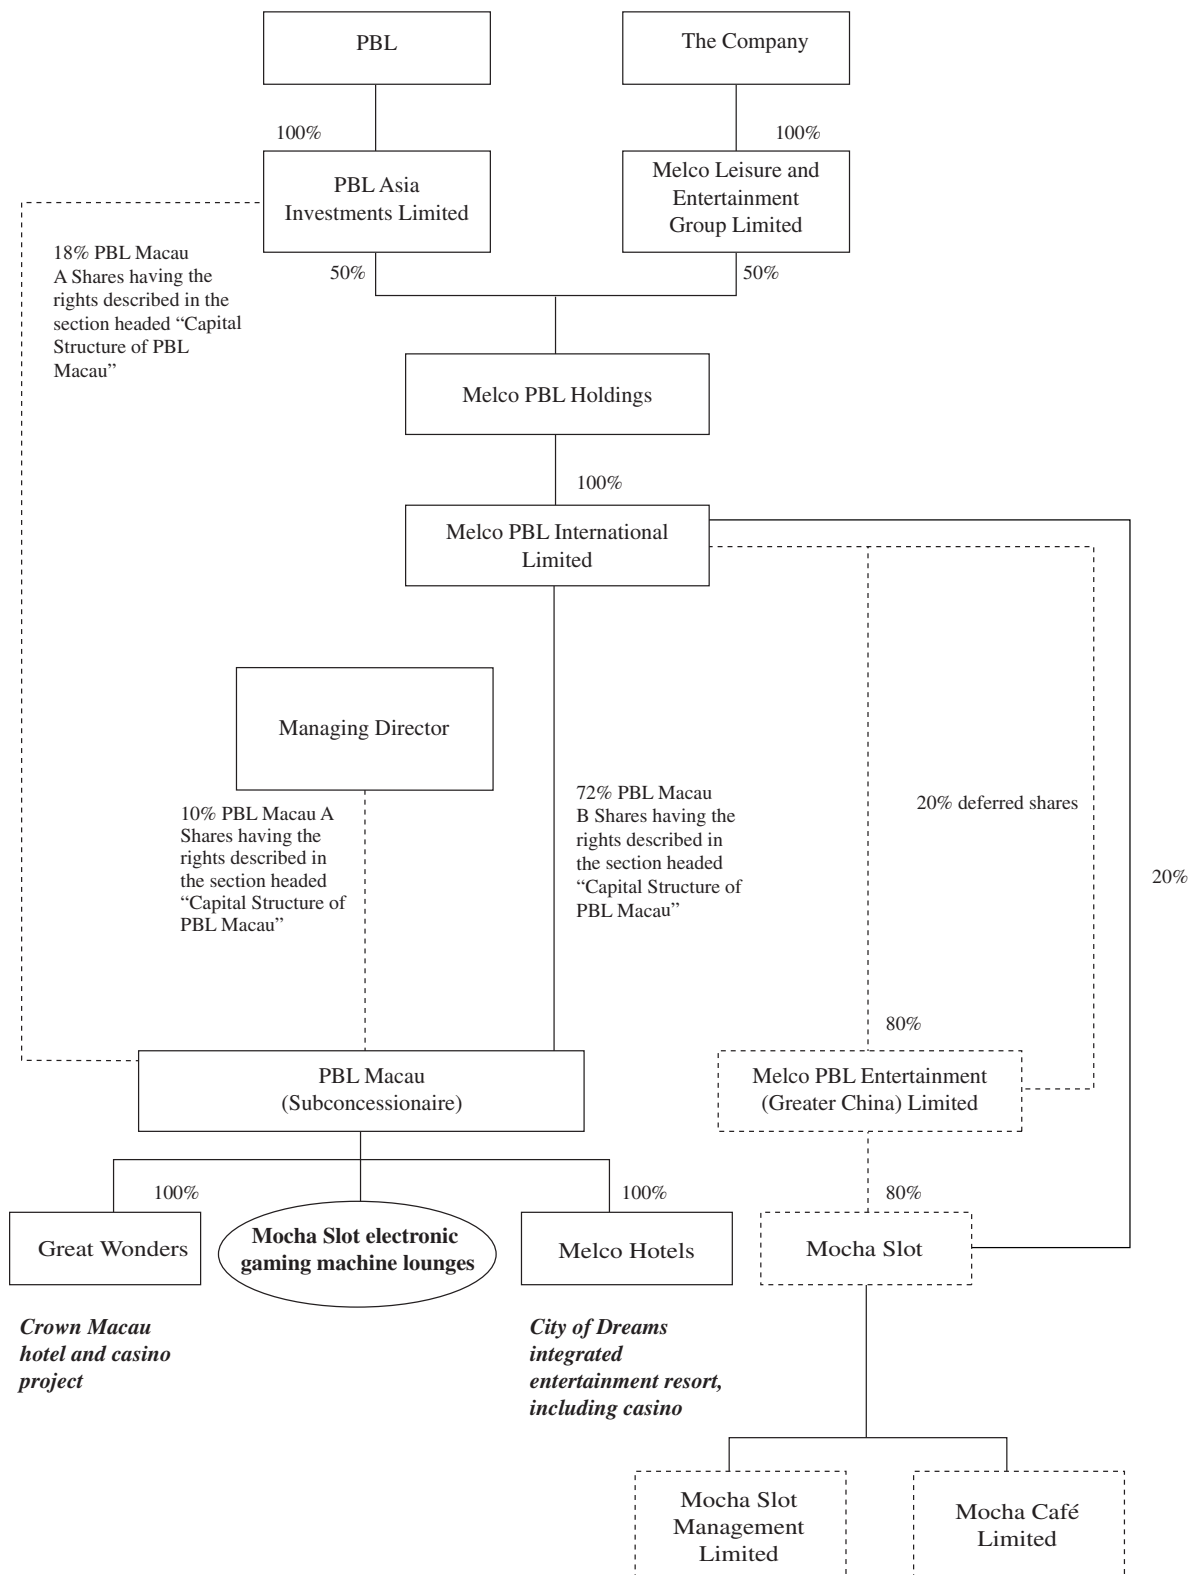 PBL
The Company
100%
100%
PBL Asia
Investments Limited
Melco Leisure and
Entertainment
Group Limited
18% PBL Macau
A Shares having the
rights described in the
section headed “Capital
Structure of PBL
Macau”
50%
50%
Melco PBL Holdings
100%
Melco PBL International
Limited
Managing Director
10% PBL Macau A
Shares having the
rights described in
the section headed
“Capital Structure of
PBL Macau”
72% PBL Macau
B Shares having the
rights described in
the section headed
“Capital Structure of
PBL Macau”
20% deferred shares
20%
80%
PBL Macau
(Subconcessionaire)
Melco PBL Entertainment
(Greater China) Limited
100%
100%
80%
Great Wonders
Mocha Slot electronic
gaming machine lounges
Melco Hotels
Mocha Slot
Crown Macau
hotel and casino
project
City of Dreams
integrated
entertainment resort,
including casino
Mocha Slot
Management
Limited
Mocha Café
Limited